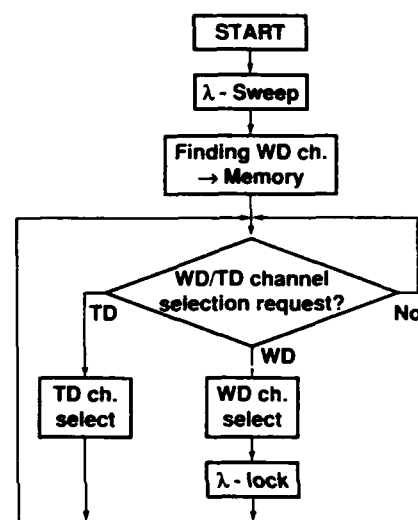 START
λ - Sweep
Finding WD ch.
→ Memory
WD/TD channel
selection request?
TD
No
WD
TD ch.
select
WD ch.
select
λ - lock